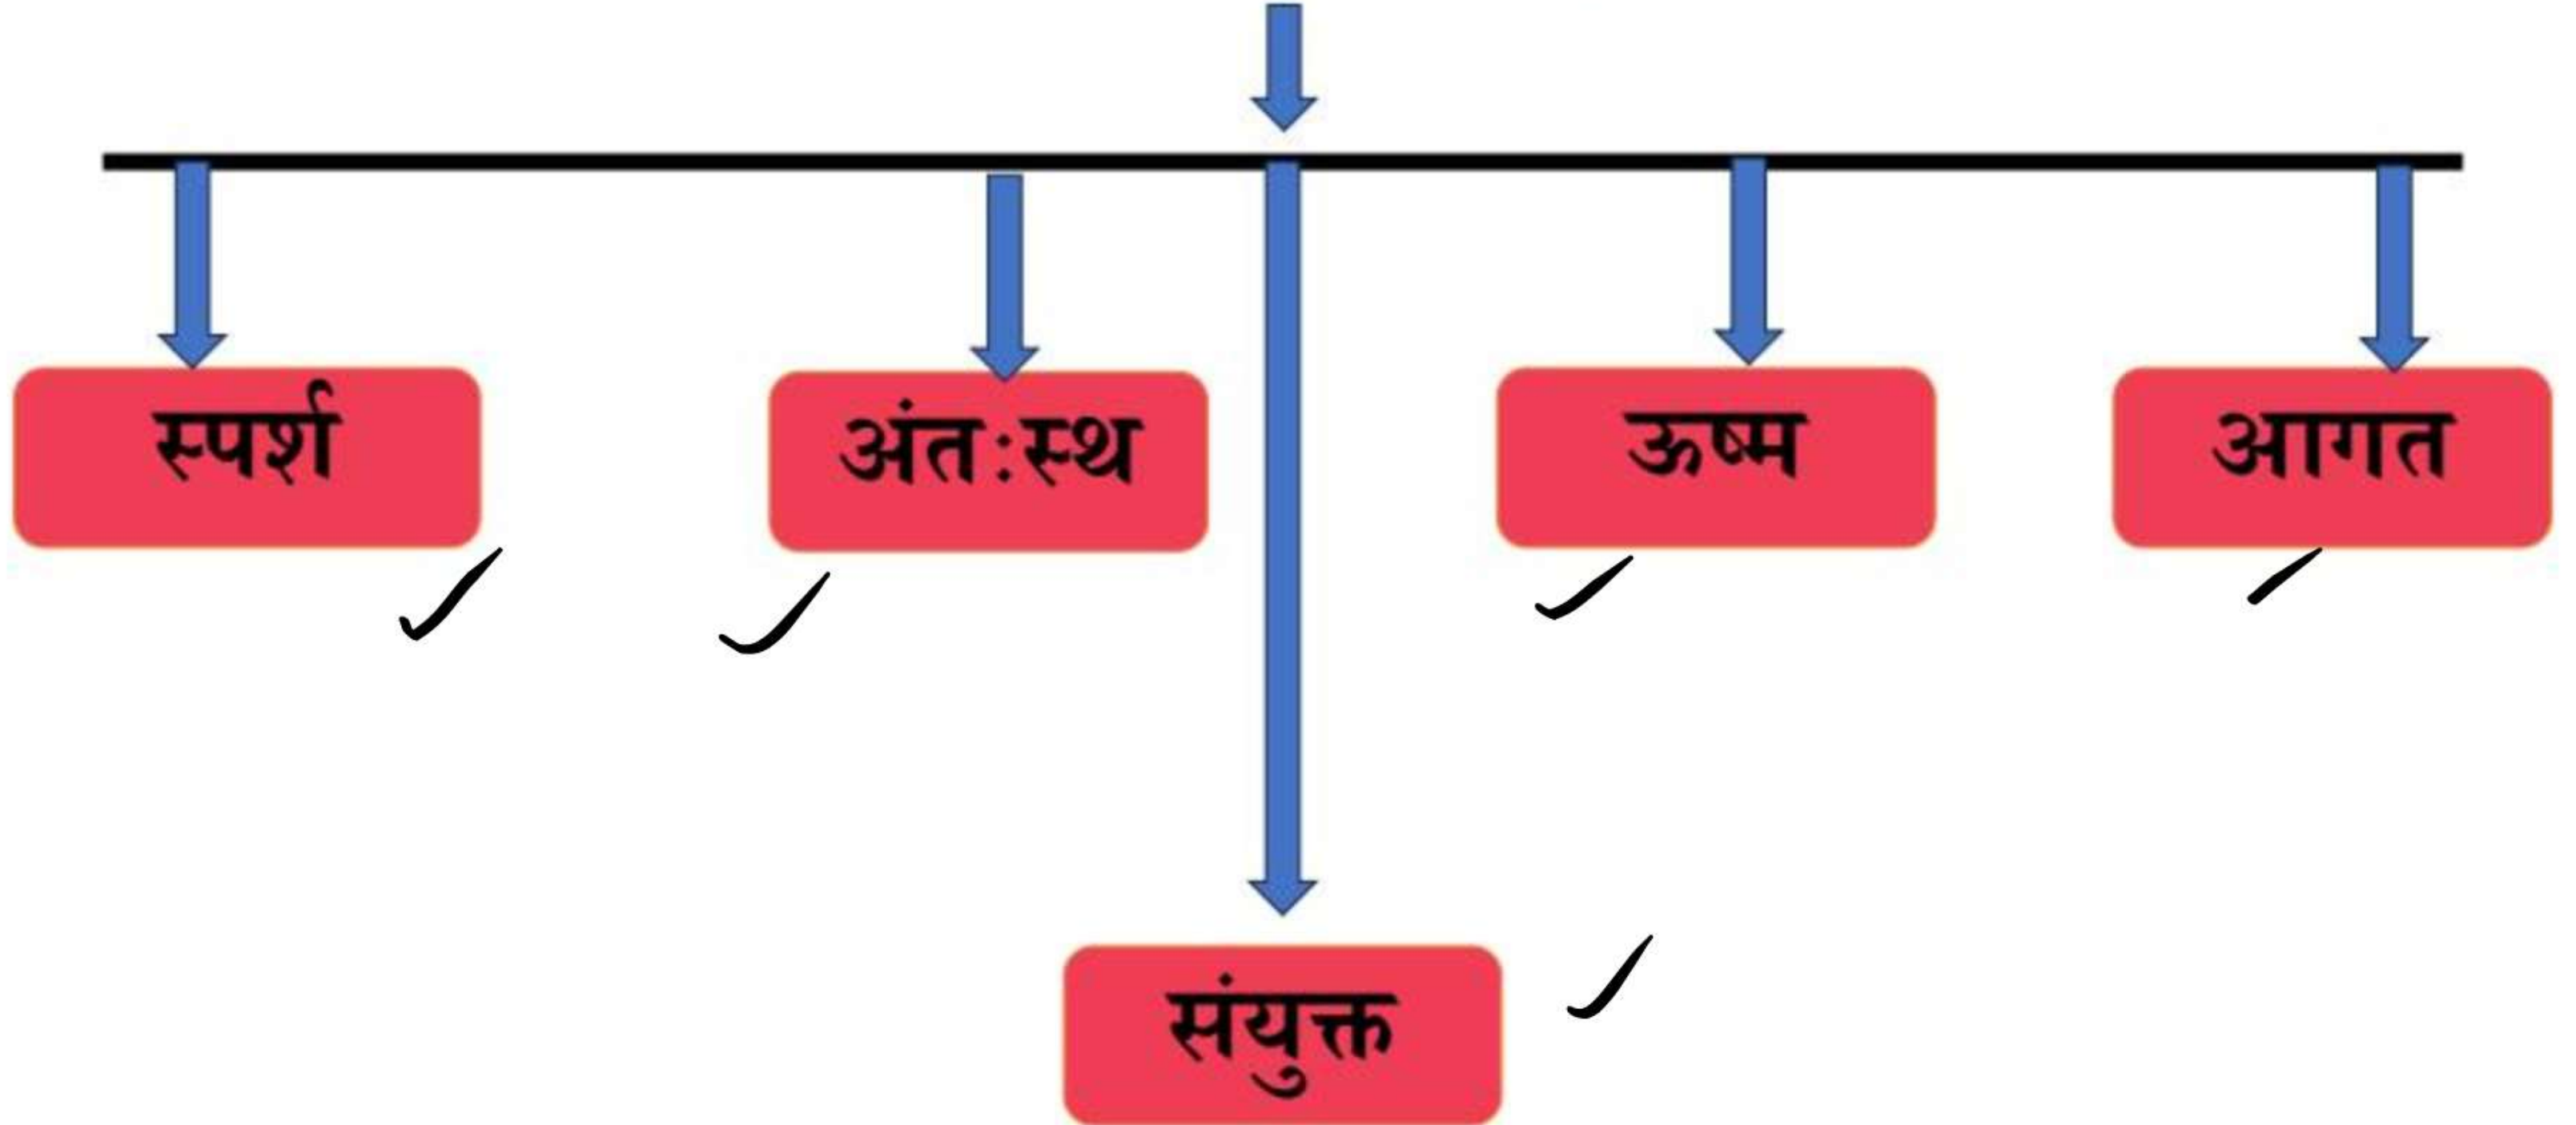 स्पर्श
अंतःस्थ
ऊष्म
आगत
संयुक्त